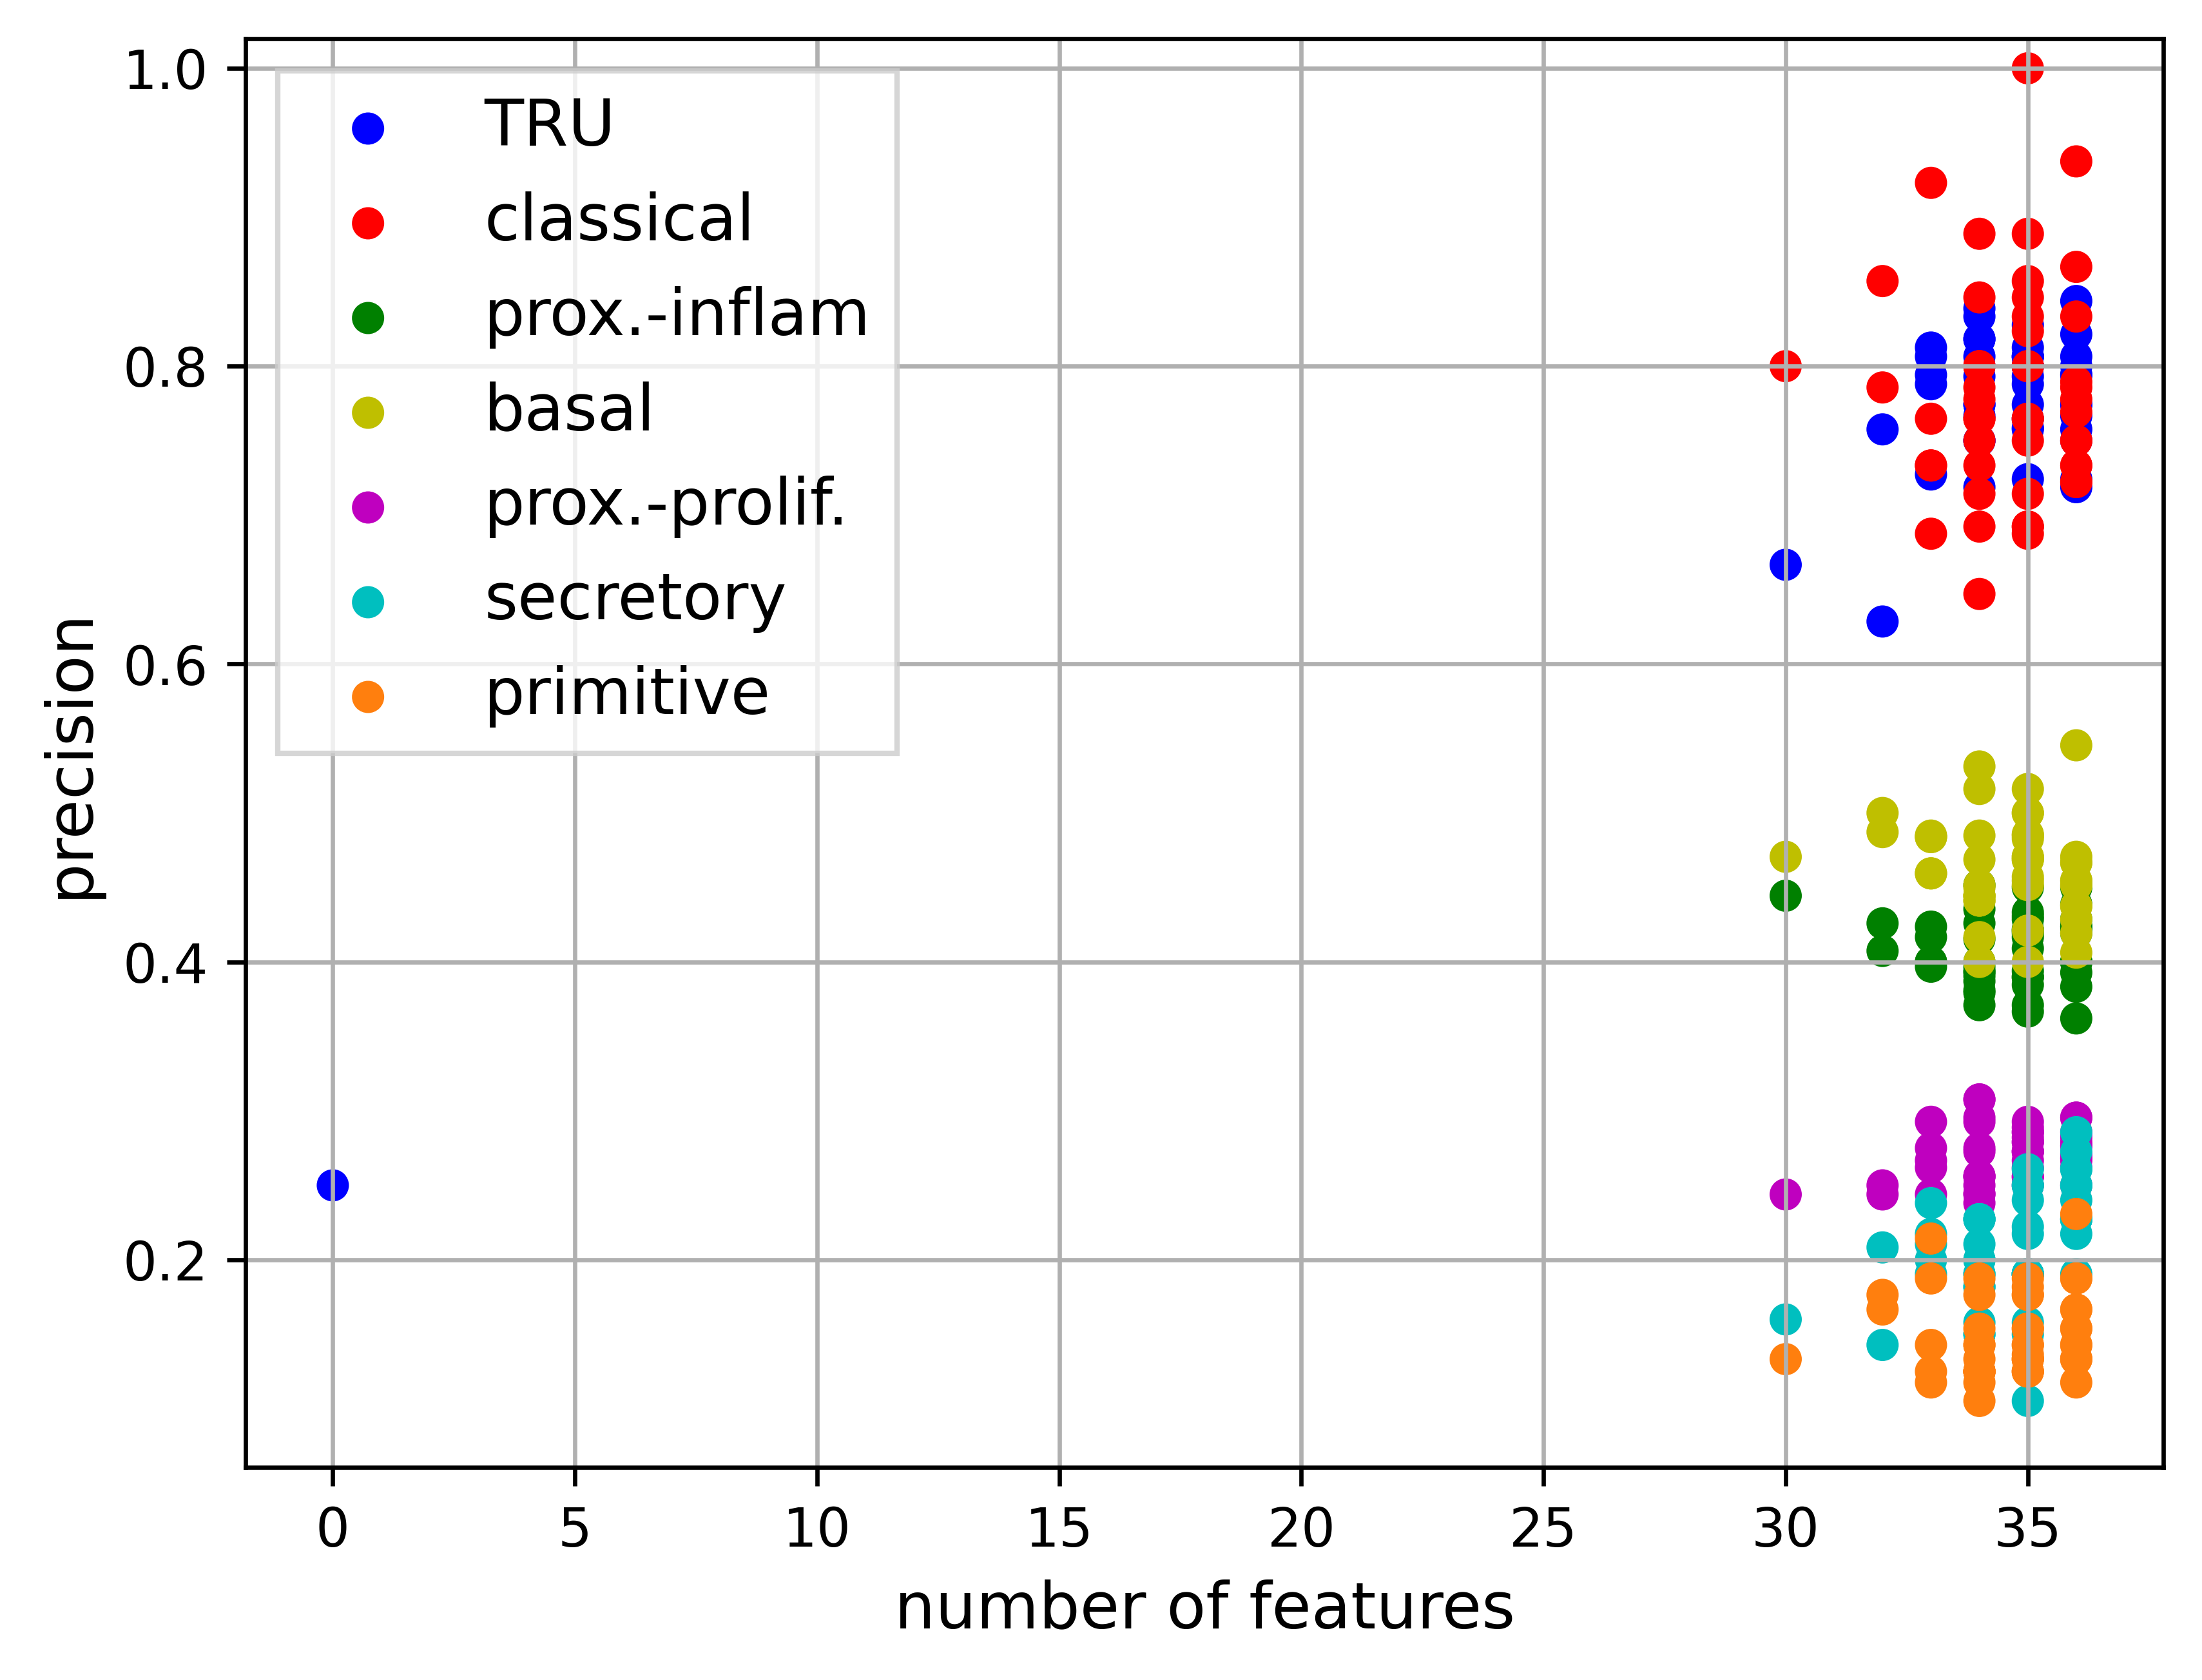 1.0
0.8
0.6
0.4
0.2
precision
TRU
classical
prox.-inflam
basal
prox.-prolif.
secretory
primitive
0 5 10 15 20 25 30 35
number of features